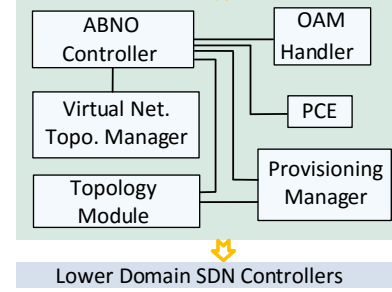 ABNO
Controller
OAM
Handler
Virtual Net.
Topo. Manager
PCE
Topology
Module
Provisioning
Manager
Lower Domain SDN Controllers